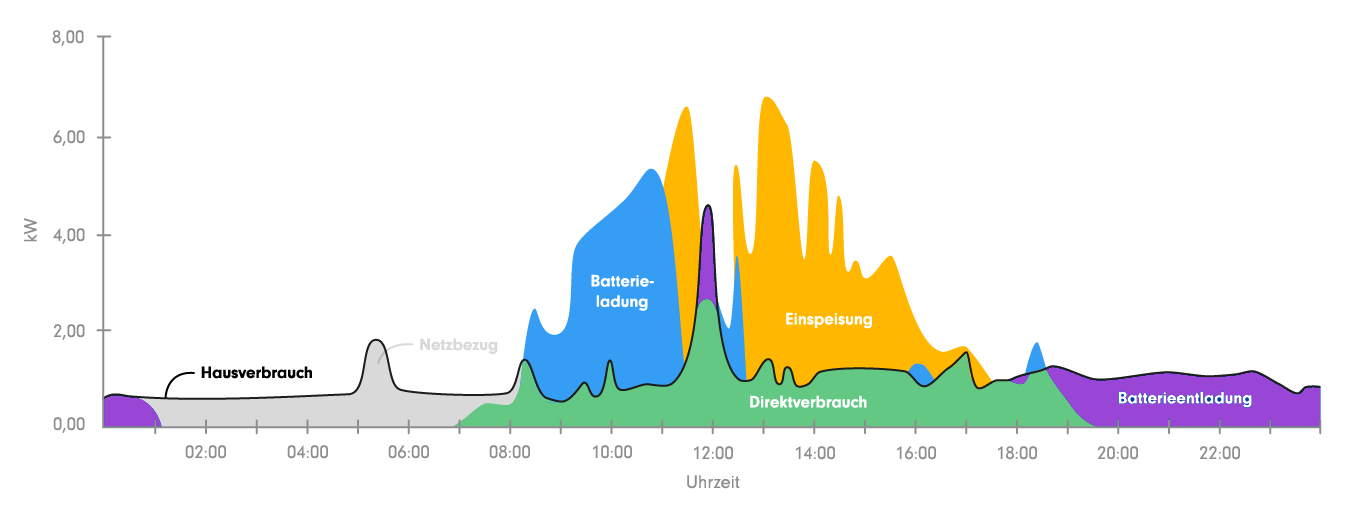 8,00
6,00
4,00
2,00
0,00
kW
Batterie-
ladung
Einspeisung
Netzbezug
Hausverbrauch
Direktverbrauch
Batterieentladung
02:00 04:00 06:00 08:00 10:00 12:00 14:00 16:00 18:00 20:00 22:00
Uhrzeit